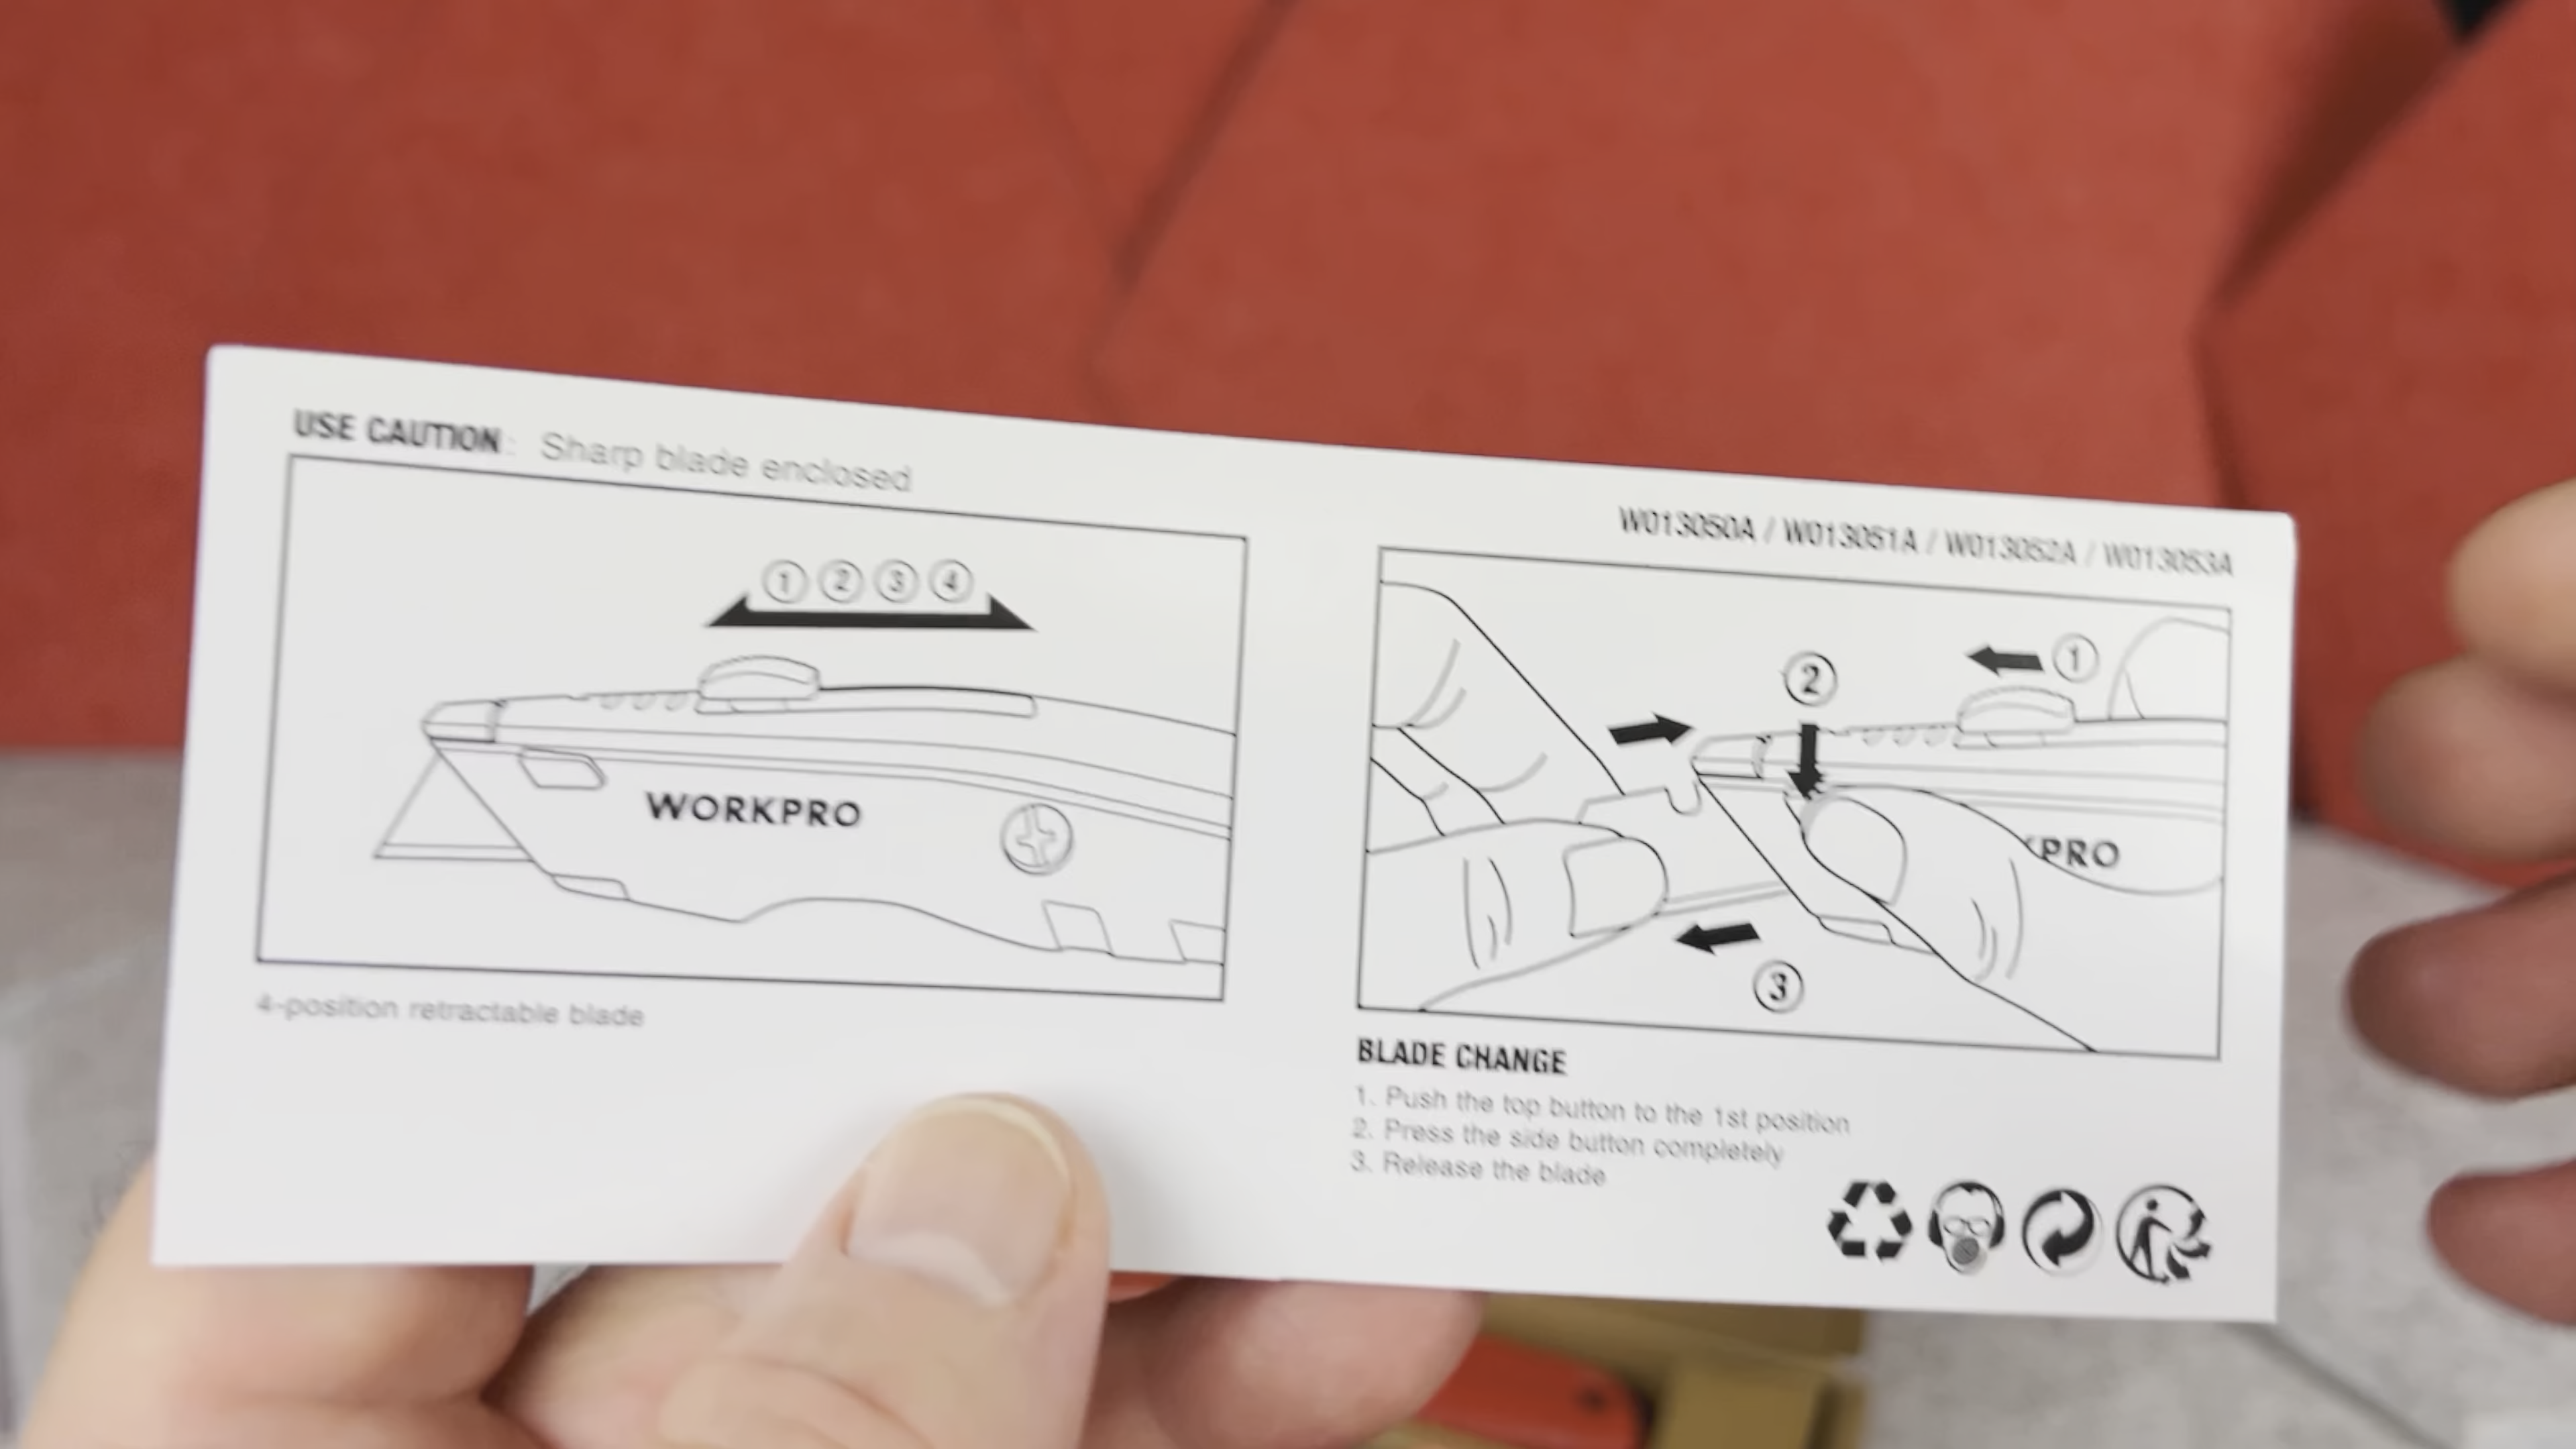 USE CAUTION: Sharp blade enclosed
1 2 3 4
WORKPRO
4-position retractable blade
W013050A / W013051A / W013052A / W013053A
1
2
KPRO
3
BLADE CHANGE
1. Push the top button to the 1st position
2. Press the side button completely
3. Release the blade